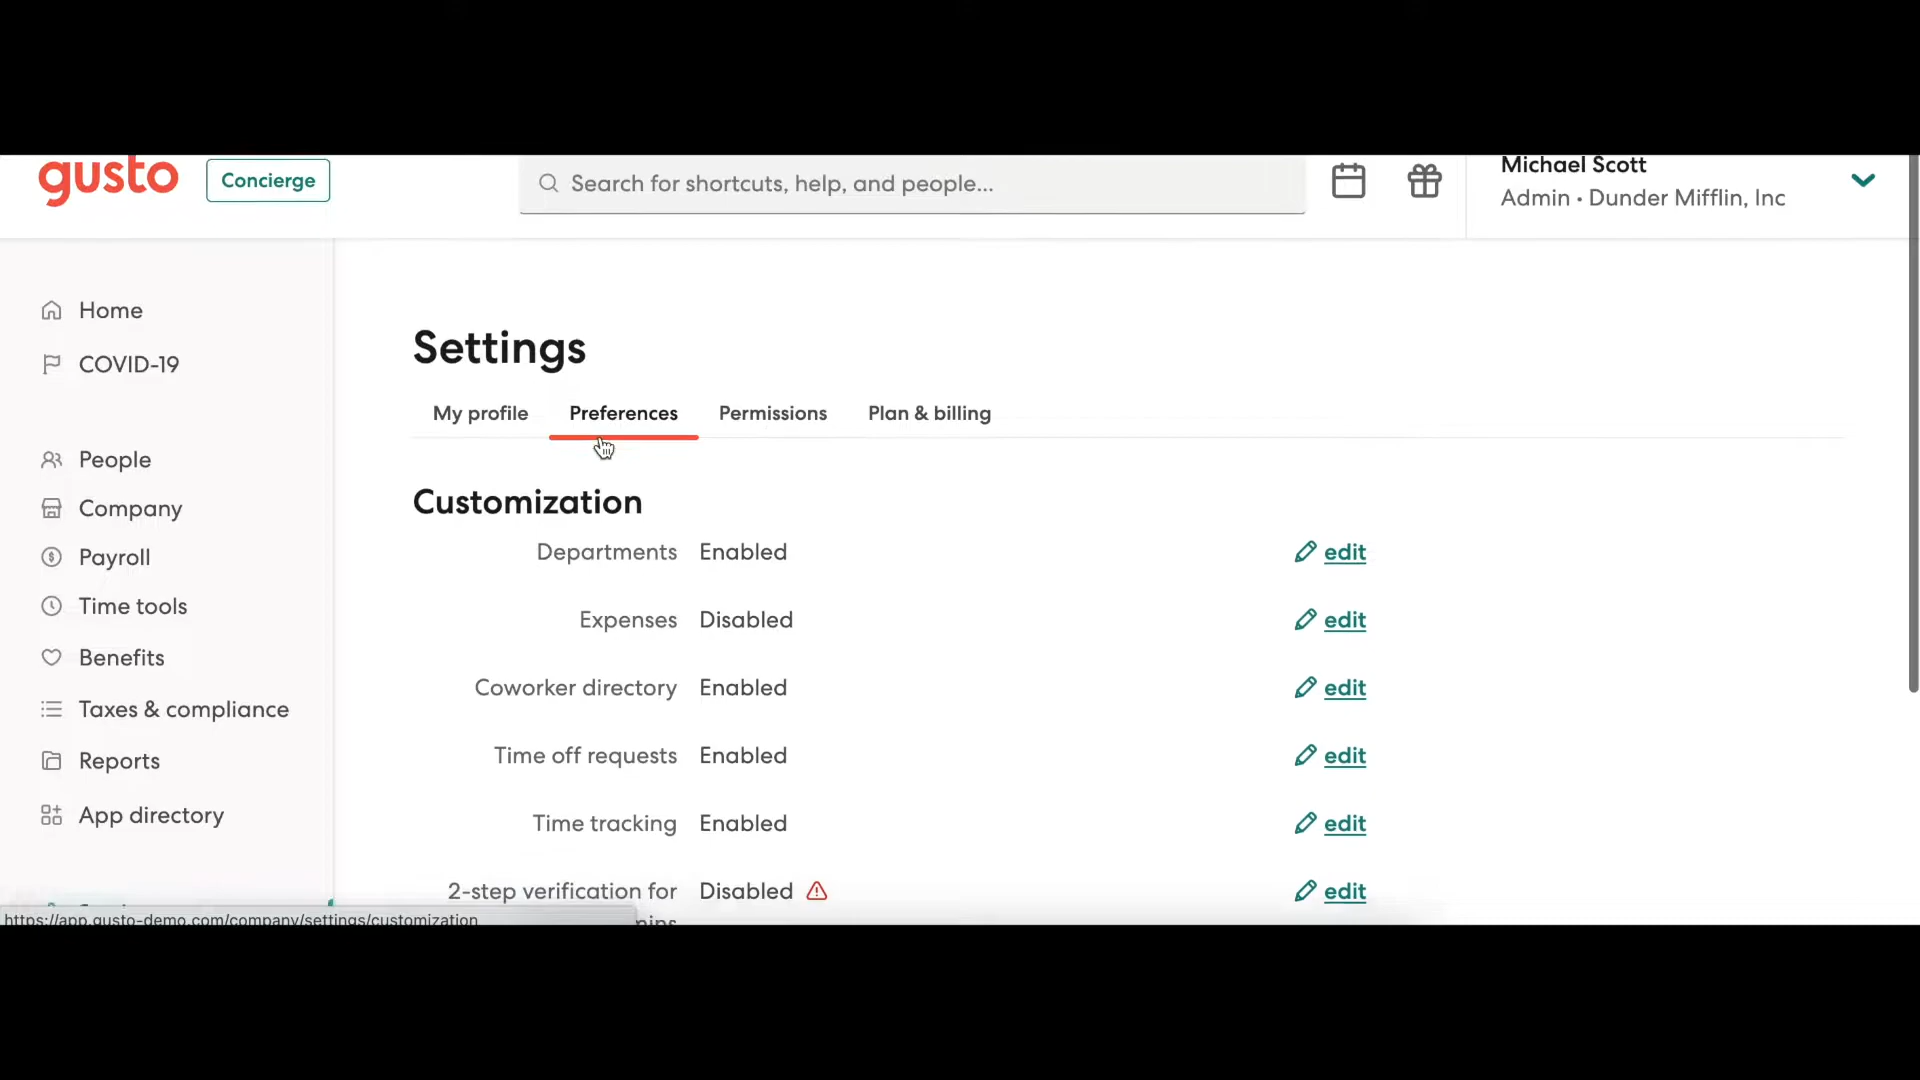 gusto
Concierge
Search for shortcuts, help, and people...
Michael Scott
Admin • Dunder Mifflin, Inc
Home
COVID-19
People
Company
Payroll
Time tools
Benefits
Taxes & compliance
Reports
App directory
Settings
My profile Preferences Permissions Plan & billing
Customization
Departments Enabled edit
Expenses Disabled edit
Coworker directory Enabled edit
Time off requests Enabled edit
Time tracking Enabled edit
2-step verification for Disabled edit
https://app.gusto-demo.com/company/settings/customization